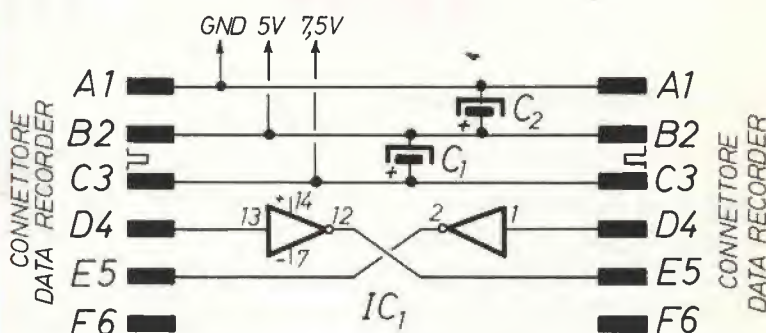 GND 5V 7,5V
A1
B2
C3
D4
E5
F6
CONNETTORE
DATA RECORDER
+
C2
+
C1
13
+
14
12
-
7
2
1
IC1
A1
B2
C3
D4
E5
F6
CONNETTORE
DATA RECORDER